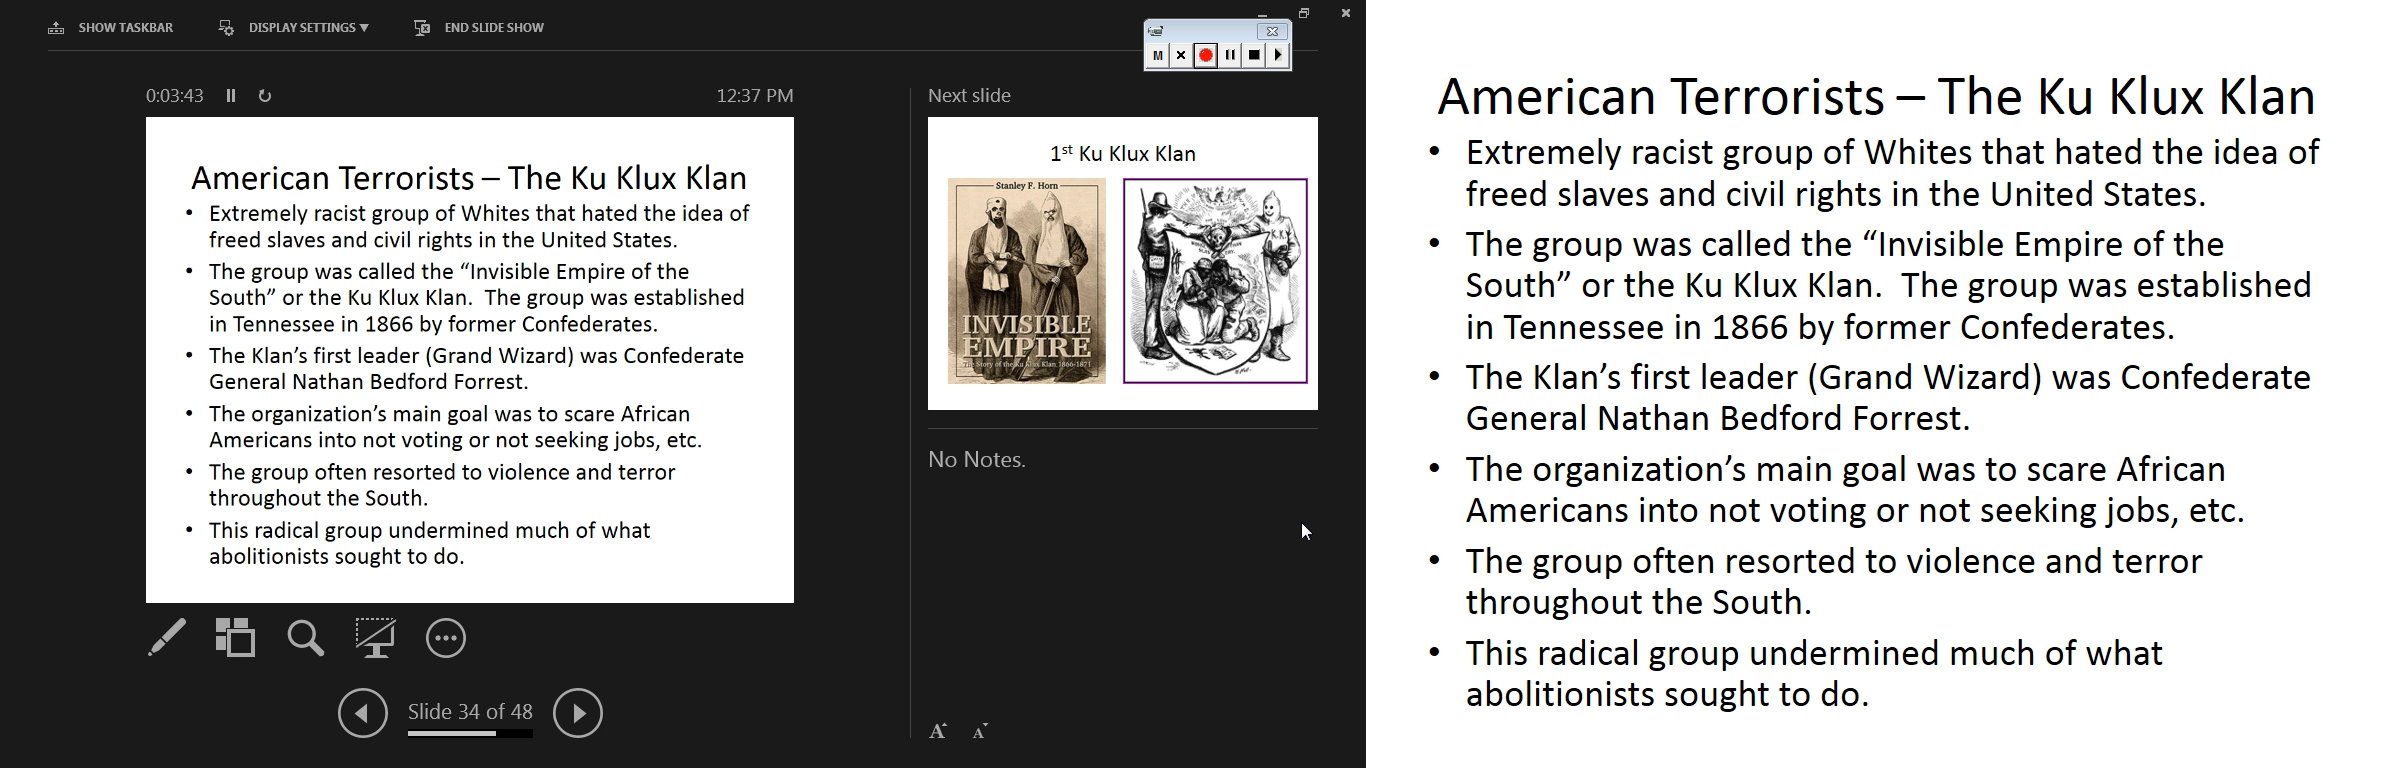 SHOW TASKBAR
DISPLAY SETTINGS ▼
END SLIDE SHOW
M
0:03:43
12:37 PM
American Terrorists – The Ku Klux Klan
• Extremely racist group of Whites that hated the idea of
freed slaves and civil rights in the United States.
• The group was called the “Invisible Empire of the
South” or the Ku Klux Klan.  The group was established
in Tennessee in 1866 by former Confederates.
• The Klan’s first leader (Grand Wizard) was Confederate
General Nathan Bedford Forrest.
• The organization’s main goal was to scare African
Americans into not voting or not seeking jobs, etc.
• The group often resorted to violence and terror
throughout the South.
• This radical group undermined much of what
abolitionists sought to do.
Slide 34 of 48
Next slide
1st Ku Klux Klan
Stanley F. Horn
INVISIBLE
EMPIRE
The Story of the Ku Klux Klan 1866-1871
No Notes.
A A
American Terrorists – The Ku Klux Klan
• Extremely racist group of Whites that hated the idea of
freed slaves and civil rights in the United States.
• The group was called the “Invisible Empire of the
South” or the Ku Klux Klan.  The group was established
in Tennessee in 1866 by former Confederates.
• The Klan’s first leader (Grand Wizard) was Confederate
General Nathan Bedford Forrest.
• The organization’s main goal was to scare African
Americans into not voting or not seeking jobs, etc.
• The group often resorted to violence and terror
throughout the South.
• This radical group undermined much of what
abolitionists sought to do.